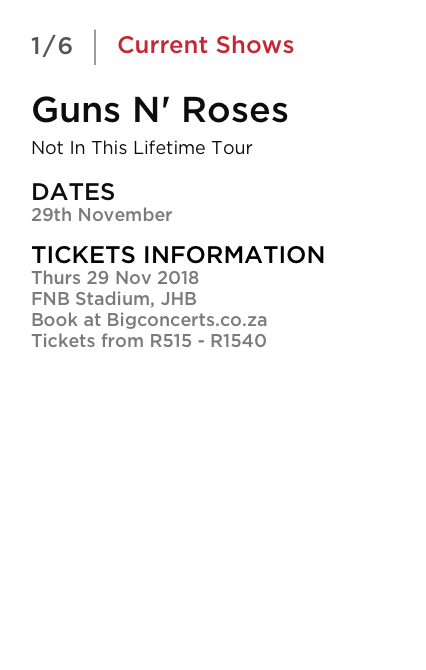 1/6 | Current Shows
Guns N' Roses
Not In This Lifetime Tour
DATES
29th November
TICKETS INFORMATION
Thurs 29 Nov 2018
FNB Stadium, JHB
Book at Bigconcerts.co.za
Tickets from R515 - R1540